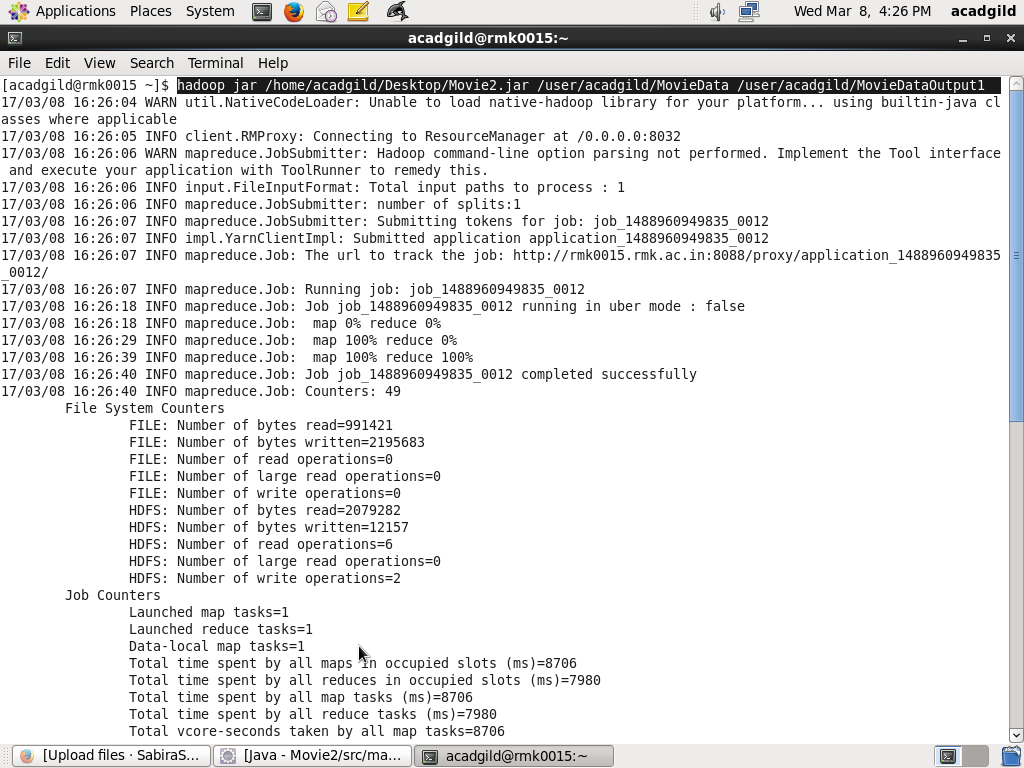 Applications Places System Wed Mar 8, 4:26 PM acadgild
acadgild@rmk0015:~
File Edit View Search Terminal Help
[acadgild@rmk0015 ~]$ hadoop jar /home/acadgild/Desktop/Movie2.jar /user/acadgild/MovieData /user/acadgild/MovieDataOutput1
17/03/08 16:26:04 WARN util.NativeCodeLoader: Unable to load native-hadoop library for your platform... using builtin-java cl
asses where applicable
17/03/08 16:26:05 INFO client.RMProxy: Connecting to ResourceManager at /0.0.0.0:8032
17/03/08 16:26:06 WARN mapreduce.JobSubmitter: Hadoop command-line option parsing not performed. Implement the Tool interface
and execute your application with ToolRunner to remedy this.
17/03/08 16:26:06 INFO input.FileInputFormat: Total input paths to process : 1
17/03/08 16:26:06 INFO mapreduce.JobSubmitter: number of splits:1
17/03/08 16:26:07 INFO mapreduce.JobSubmitter: Submitting tokens for job: job_1488960949835_0012
17/03/08 16:26:07 INFO impl.YarnClientImpl: Submitted application application_1488960949835_0012
17/03/08 16:26:07 INFO mapreduce.Job: The url to track the job: http://rmk0015.rmk.ac.in:8088/proxy/application_1488960949835
_0012/
17/03/08 16:26:07 INFO mapreduce.Job: Running job: job_1488960949835_0012
17/03/08 16:26:18 INFO mapreduce.Job: Job job_1488960949835_0012 running in uber mode : false
17/03/08 16:26:18 INFO mapreduce.Job:  map 0% reduce 0%
17/03/08 16:26:29 INFO mapreduce.Job:  map 100% reduce 0%
17/03/08 16:26:39 INFO mapreduce.Job:  map 100% reduce 100%
17/03/08 16:26:40 INFO mapreduce.Job: Job job_1488960949835_0012 completed successfully
17/03/08 16:26:40 INFO mapreduce.Job: Counters: 49
File System Counters
FILE: Number of bytes read=991421
FILE: Number of bytes written=2195683
FILE: Number of read operations=0
FILE: Number of large read operations=0
FILE: Number of write operations=0
HDFS: Number of bytes read=2079282
HDFS: Number of bytes written=12157
HDFS: Number of read operations=6
HDFS: Number of large read operations=0
HDFS: Number of write operations=2
Job Counters
Launched map tasks=1
Launched reduce tasks=1
Data-local map tasks=1
Total time spent by all maps in occupied slots (ms)=8706
Total time spent by all reduces in occupied slots (ms)=7980
Total time spent by all map tasks (ms)=8706
Total time spent by all reduce tasks (ms)=7980
Total vcore-seconds taken by all map tasks=8706
[Upload files · SabiraS... [Java - Movie2/src/ma... acadgild@rmk0015:~